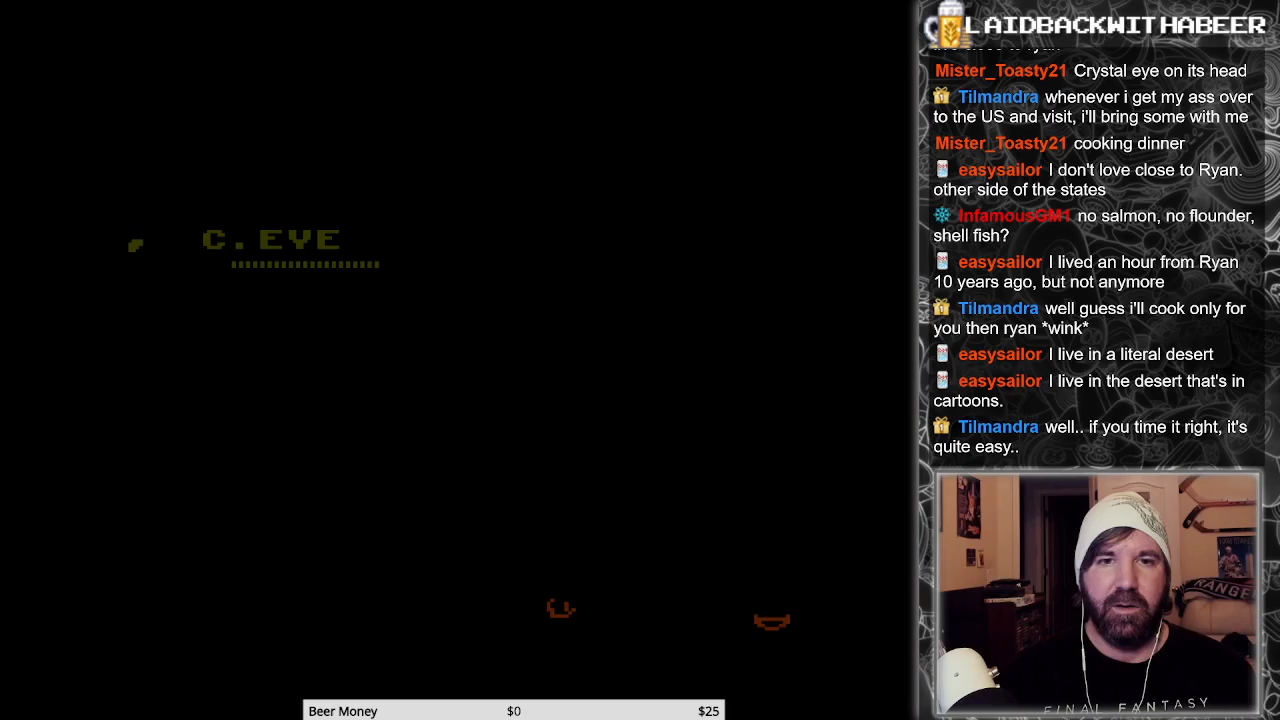 LAIDBACKWITHABEER
Mister_Toasty21 Crystal eye on its head
Tilmandra whenever i get my ass over
to the US and visit, i'll bring some with me
Mister_Toasty21 cooking dinner
easysailor I don't love close to Ryan.
other side of the states
InfamousGM1 no salmon, no flounder,
shell fish?
easysailor I lived an hour from Ryan
10 years ago, but not anymore
Tilmandra well guess i'll cook only for
you then ryan *wink*
easysailor I live in a literal desert
easysailor I live in the desert that's in
cartoons.
Tilmandra well.. if you time it right, it's
quite easy..
C.EYE
RANGE
FINAL FANTASY
Beer Money $0 $25